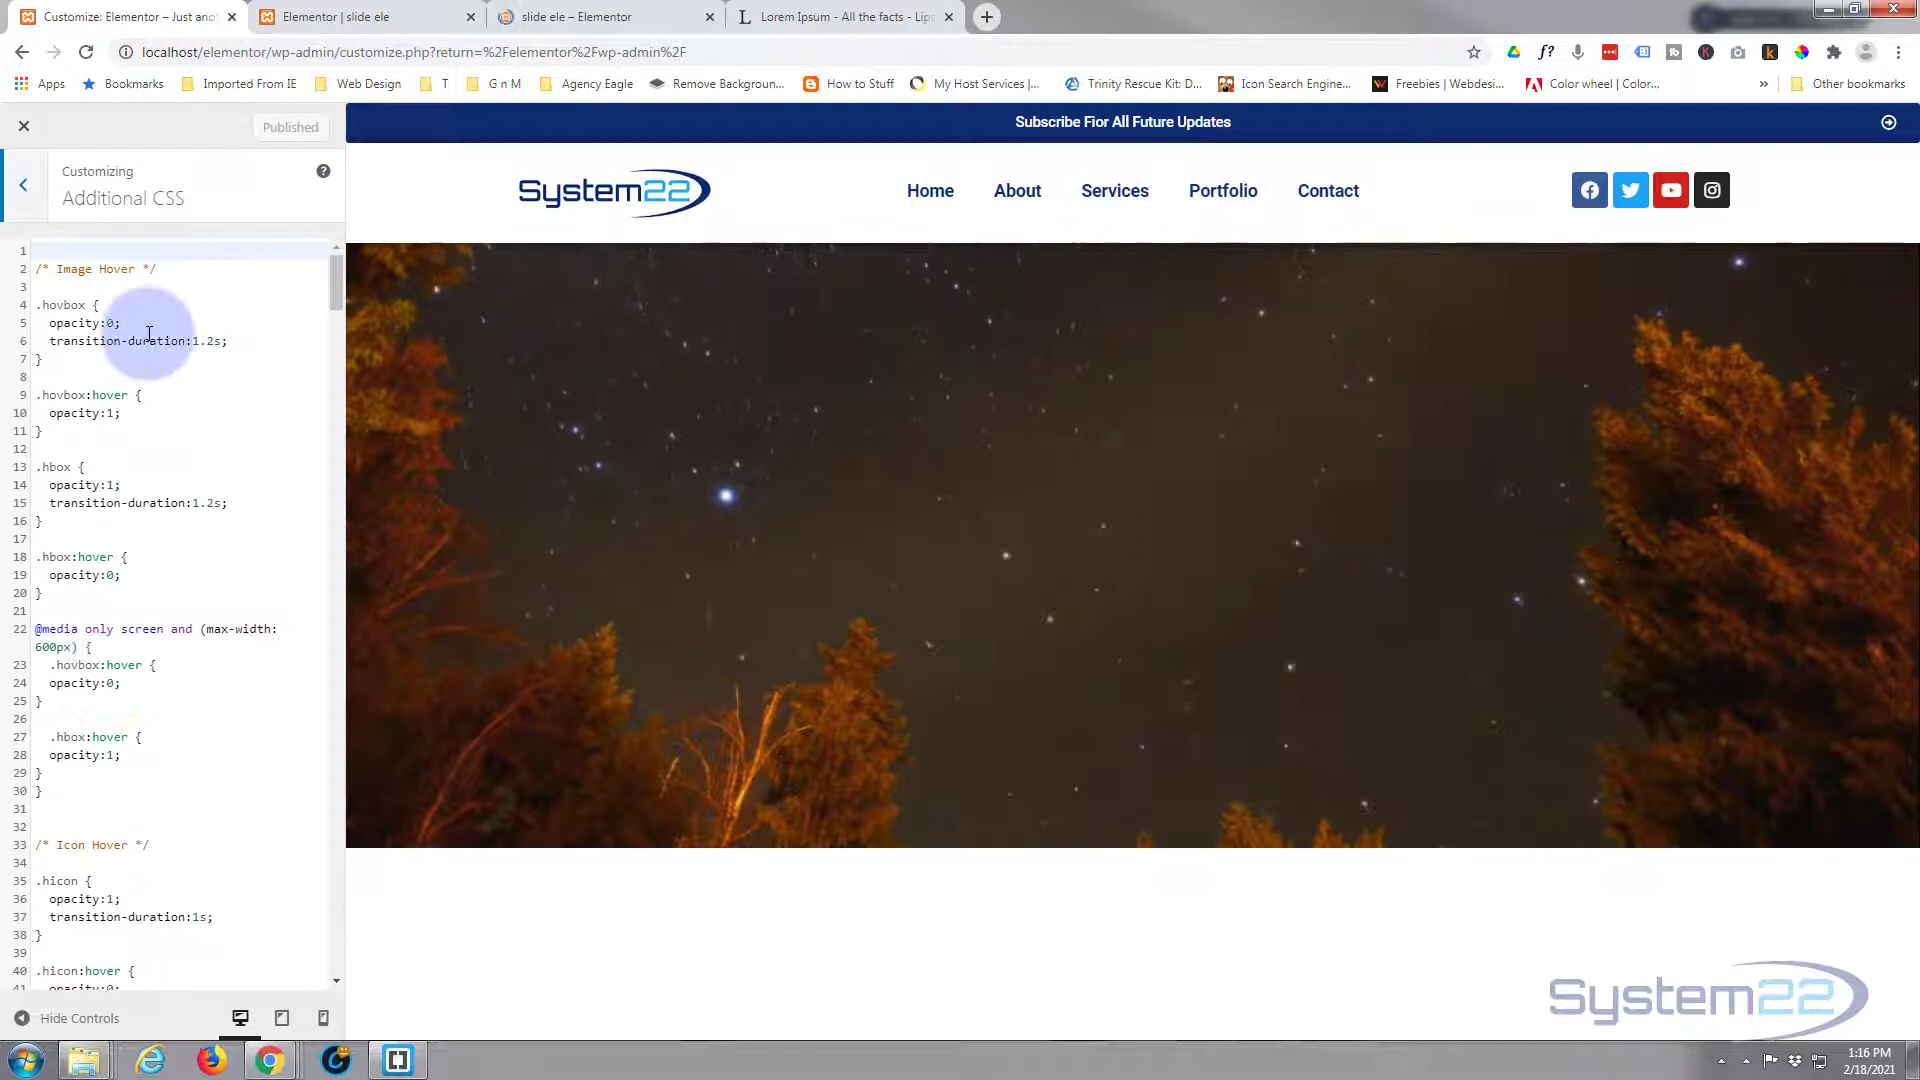 Customize: Elementor – Just ano
Elementor | slide ele
slide ele – Elementor
Lorem Ipsum - All the facts - Lips
localhost/elementor/wp-admin/customize.php?return=%2Felementor%2Fwp-admin%2F
Apps
Bookmarks
Imported From IE
Web Design
T
G n M
Agency Eagle
Remove Backgroun...
How to Stuff
My Host Services |...
Trinity Rescue Kit: D...
Icon Search Engine...
Freebies | Webdesi...
Color wheel | Color...
Other bookmarks
Published
Customizing
Additional CSS
1
2 /* Image Hover */
3
4 .hovbox {
5 opacity:0;
6 transition-duration:1.2s;
7 }
8
9 .hovbox:hover {
10 opacity:1;
11 }
12
13 .hbox {
14 opacity:1;
15 transition-duration:1.2s;
16 }
17
18 .hbox:hover {
19 opacity:0;
20 }
21
22 @media only screen and (max-width:
600px) {
23 .hovbox:hover {
24 opacity:0;
25 }
26
27 .hbox:hover {
28 opacity:1;
29 }
30 }
31
32
33 /* Icon Hover */
34
35 .hicon {
36 opacity:1;
37 transition-duration:1s;
38 }
39
40 .hicon:hover {
41 opacity:0;
Hide Controls
Subscribe Fior All Future Updates
System22
Home
About
Services
Portfolio
Contact
System22
1:16 PM
2/18/2021